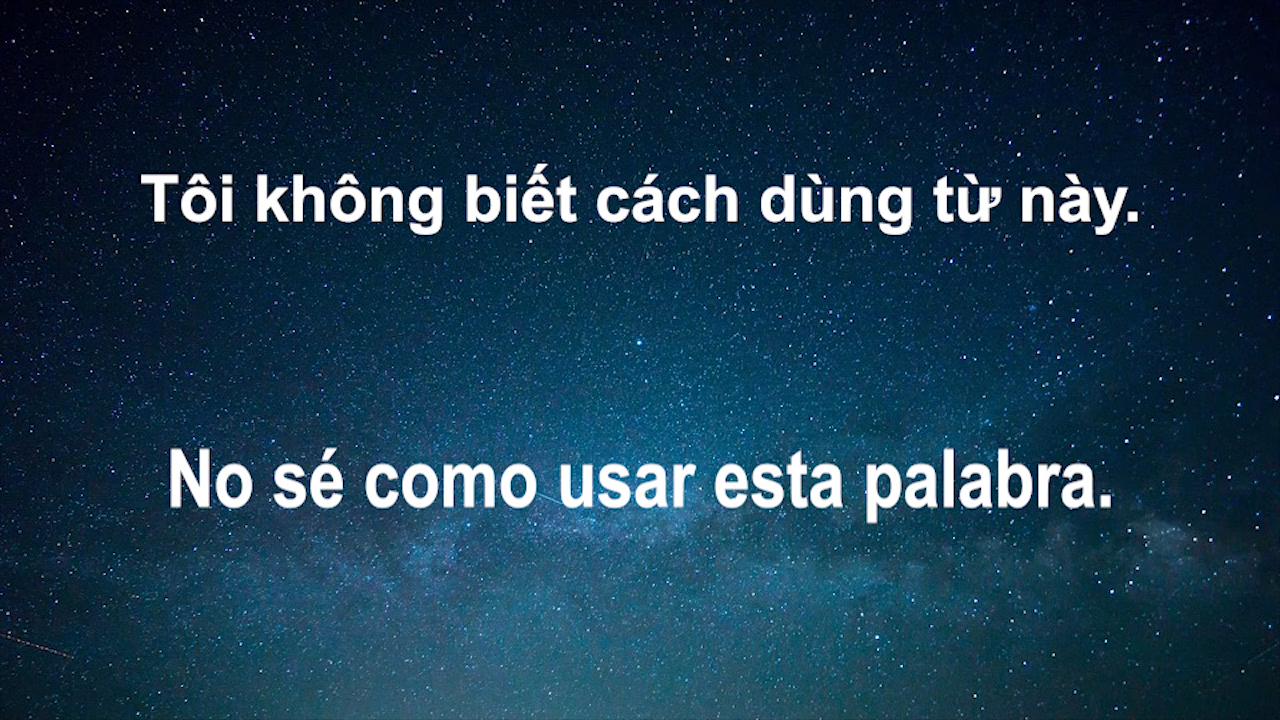 Tôi không biết cách dùng từ này.
No sé como usar esta palabra.